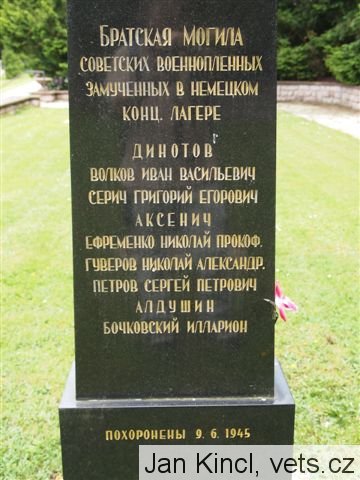 БРАТСКАЯ МОГИЛА
СОВЕТСКИХ ВОЕННОПЛЕННЫХ
ЗАМУЧЕННЫХ В НЕМЕЦКОМ
КОНЦ. ЛАГЕРЕ
ДИНОТОВ
ВОЛКОВ ИВАН ВАСИЛЬЕВИЧ
СЕРИЧ ГРИГОРИЙ ЕГОРОВИЧ
АКСЕНИЧ
ЕФРЕМЕНКО НИКОЛАЙ ПРОКОФ.
ГУВЕРОВ НИКОЛАЙ АЛЕКСАНДР.
ПЕТРОВ СЕРГЕЙ ПЕТРОВИЧ
АЛДУШИН
БОЧКОВСКИЙ ИЛЛАРИОН
ПОХОРОНЕНЫ 9. 6. 1945
Jan Kincl, vets.cz